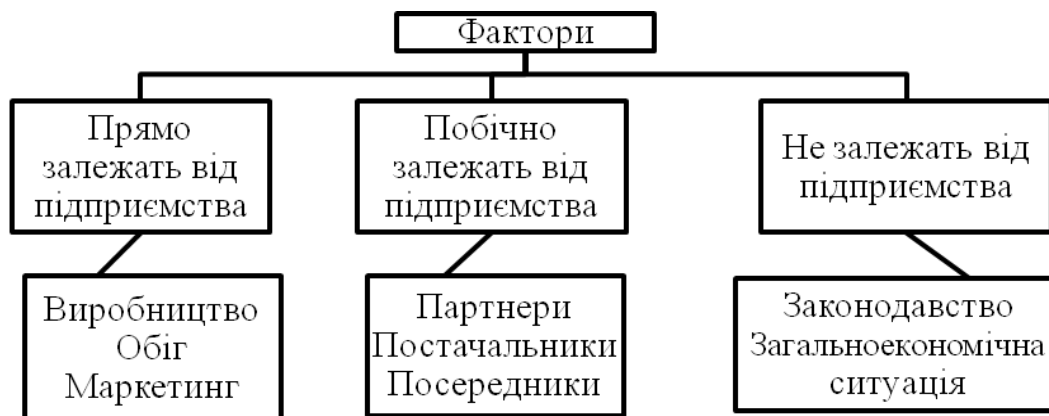 Фактори
Прямо
залежать від
підприємства
Побічно
залежать від
підприємства
Не залежать від
підприємства
Виробництво
Обіг
Маркетинг
Партнери
Постачальники
Посередники
Законодавство
Загальноекономічна
ситуація